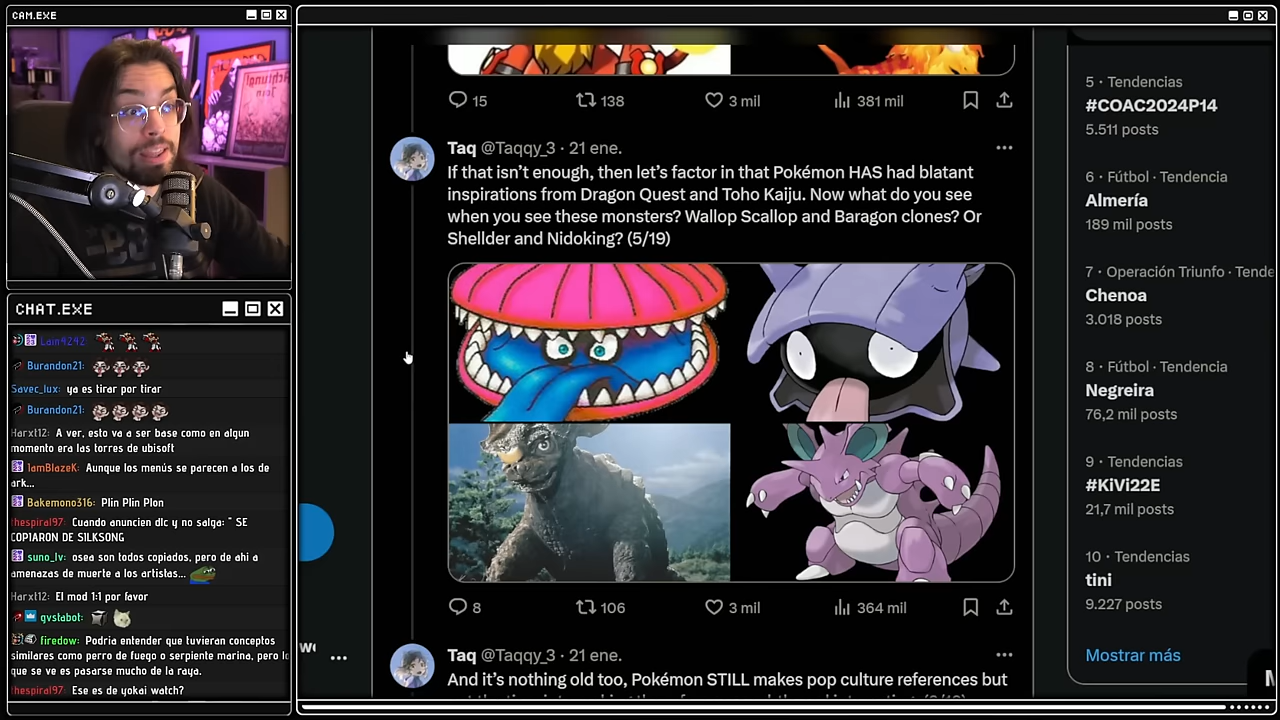 CAM.EXE
Achtung!
Join
CHAT.EXE
Lain4242:
Burandon21:
Savec_lux: ya es tirar por tirar
Burandon21:
Harxt12: A ver, esto va a ser base como en algun
momento era las torres de ubisoft
IamBlazeK: Aunque los menús se parecen a los de
ark...
Bakemono316: Plin Plin Plon
thespiral97: Cuando anuncien dlc y no salga: " SE
COPIARON DE SILKSONG
suno_lv: osea son todos copiados, pero de ahi a
amenazas de muerte a los artistas...
Harxt12: El mod 1:1 por favor
gvstabot:
firedow: Podria entender que tuvieran conceptos
similares como perro de fuego o serpiente marina, pero lo
que se ve es pasarse mucho de la raya.
thespiral97: Ese es de yokai watch?
15 138 3 mil 381 mil
Taq @Taqqy_3 · 21 ene.
If that isn't enough, then let's factor in that Pokémon HAS had blatant
inspirations from Dragon Quest and Toho Kaiju. Now what do you see
when you see these monsters? Wallop Scallop and Baragon clones? Or
Shellder and Nidoking? (5/19)
8 106 3 mil 364 mil
Taq @Taqqy_3 · 21 ene.
And it's nothing old too, Pokémon STILL makes pop culture references but
5 · Tendencias
#COAC2024P14
5.511 posts
6 · Fútbol · Tendencia
Almería
189 mil posts
7 · Operación Triunfo · Tende
Chenoa
3.018 posts
8 · Fútbol · Tendencia
Negreira
76,2 mil posts
9 · Tendencias
#KiVi22E
21,7 mil posts
10 · Tendencias
tini
9.227 posts
Mostrar más